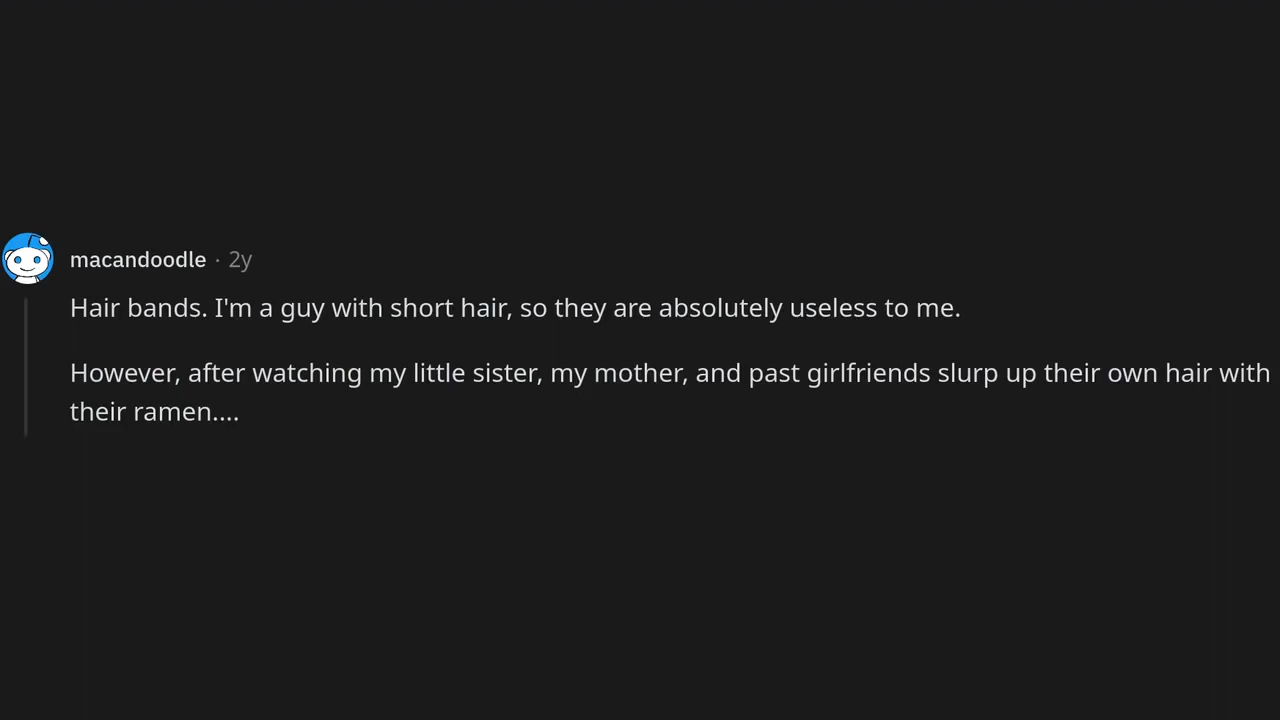 macandoodle · 2y
Hair bands. I'm a guy with short hair, so they are absolutely useless to me.
However, after watching my little sister, my mother, and past girlfriends slurp up their own hair with
their ramen....